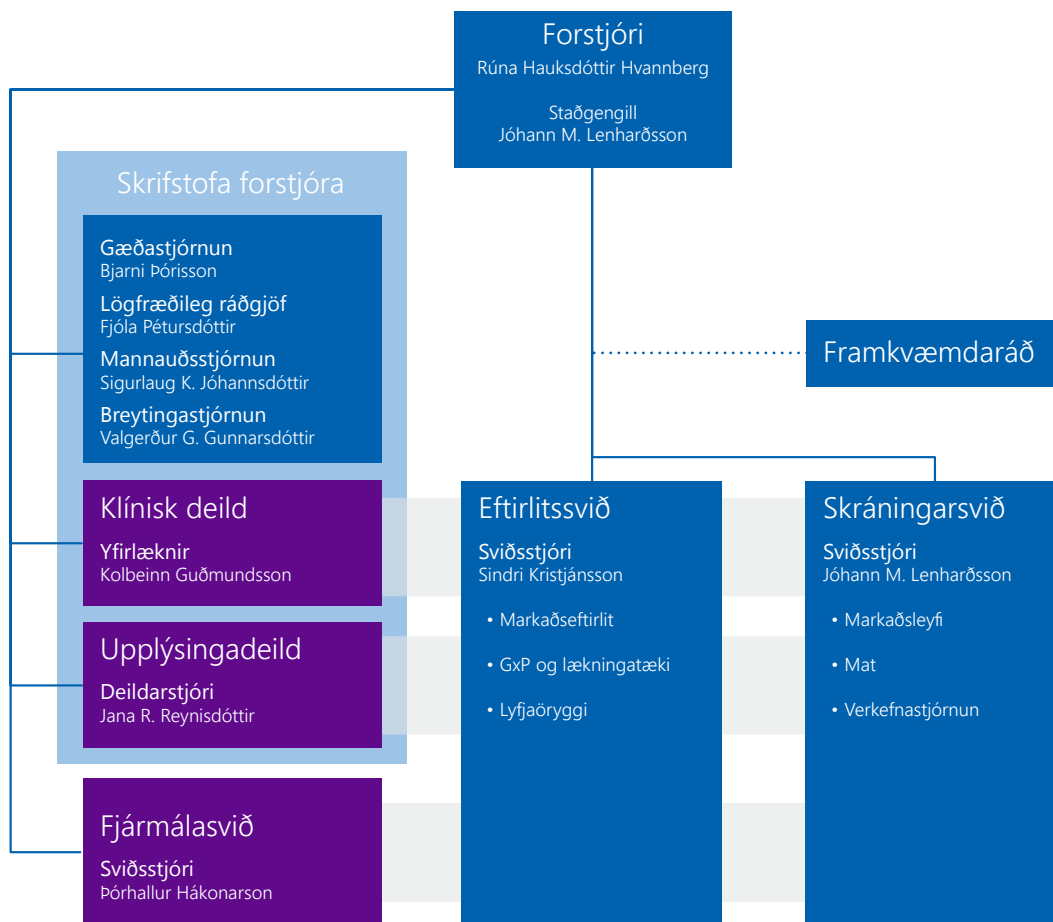 Forstjóri
Rúna Hauksdóttir Hvannberg
Staðgengill
Jóhann M. Lenharðsson
Skrifstofa forstjóra
Gæðastjórnun
Bjarni Þórisson
Lögfræðileg ráðgjöf
Fjóla Pétursdóttir
Mannauðsstjórnun
Sigurlaug K. Jóhannsdóttir
Breytingastjórnun
Valgerður G. Gunnarsdóttir
Framkvæmdaráð
Klínisk deild
Yfirlæknir
Kolbeinn Guðmundsson
Upplýsingadeild
Deildarstjóri
Jana R. Reynisdóttir
Fjármálasvið
Sviðsstjóri
Þórhallur Hákonarson
Eftirlitssvið
Sviðsstjóri
Sindri Kristjánsson
• Markaðseftirlit
• GxP og lækningatæki
• Lyfjaöryggi
Skráningarsvið
Sviðsstjóri
Jóhann M. Lenharðsson
• Markaðsleyfi
• Mat
• Verkefnastjórnun